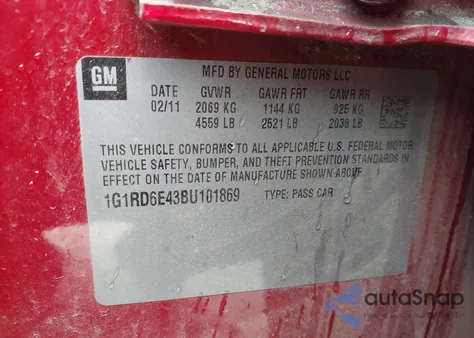 GM
MFD BY GENERAL MOTORS LLC
DATE GVWR GAWR FRT GAWR RR
02/11 2069 KG 1144 KG 925 KG
4559 LB 2521 LB 2038 LB
THIS VEHICLE CONFORMS TO ALL APPLICABLE U.S. FEDERAL MOTOR
VEHICLE SAFETY, BUMPER, AND THEFT PREVENTION STANDARDS IN
EFFECT ON THE DATE OF MANUFACTURE SHOWN ABOVE.
1G1RD6E43BU101869 TYPE: PASS CAR
autoSnap